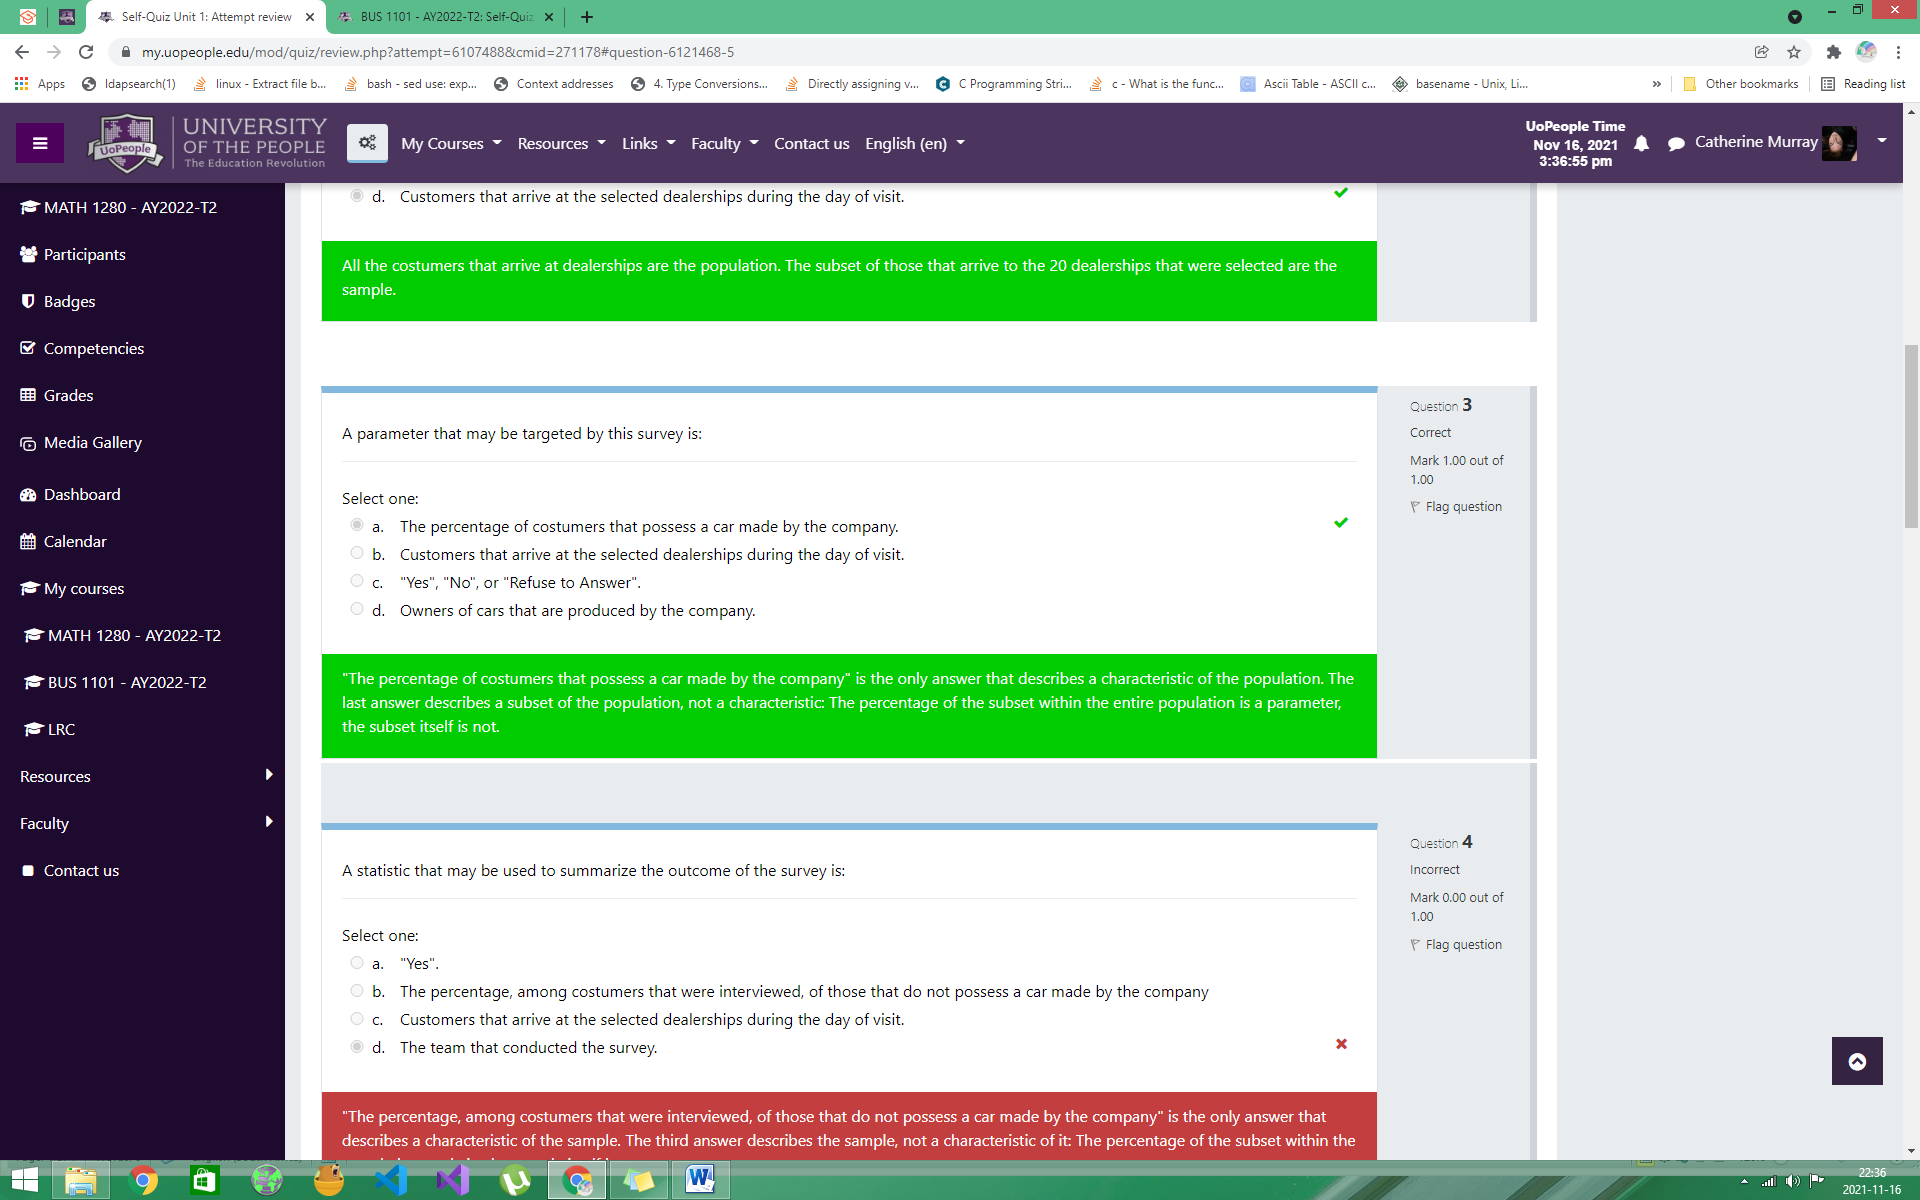 Self-Quiz Unit 1: Attempt review
BUS 1101 - AY2022-T2: Self-Quiz
my.uopeople.edu/mod/quiz/review.php?attempt=6107488&cmid=271178#question-6121468-5
Apps
ldapsearch(1)
linux - Extract file b...
bash - sed use: exp...
Context addresses
4. Type Conversions...
Directly assigning v...
C Programming Stri...
c - What is the func...
Ascii Table - ASCII c...
basename - Unix, Li...
»
Other bookmarks
Reading list
UoPeople
UNIVERSITY
OF THE PEOPLE
The Education Revolution
My Courses
Resources
Links
Faculty
Contact us
English (en)
UoPeople Time
Nov 16, 2021
3:36:55 pm
Catherine Murray
MATH 1280 - AY2022-T2
Participants
Badges
Competencies
Grades
Media Gallery
Dashboard
Calendar
My courses
MATH 1280 - AY2022-T2
BUS 1101 - AY2022-T2
LRC
Resources
Faculty
Contact us
d. Customers that arrive at the selected dealerships during the day of visit.
All the costumers that arrive at dealerships are the population. The subset of those that arrive to the 20 dealerships that were selected are the
sample.
Question 3
Correct
Mark 1.00 out of
1.00
Flag question
A parameter that may be targeted by this survey is:
Select one:
a. The percentage of costumers that possess a car made by the company.
b. Customers that arrive at the selected dealerships during the day of visit.
c. "Yes", "No", or "Refuse to Answer".
d. Owners of cars that are produced by the company.
"The percentage of costumers that possess a car made by the company" is the only answer that describes a characteristic of the population. The
last answer describes a subset of the population, not a characteristic: The percentage of the subset within the entire population is a parameter,
the subset itself is not.
Question 4
Incorrect
Mark 0.00 out of
1.00
Flag question
A statistic that may be used to summarize the outcome of the survey is:
Select one:
a. "Yes".
b. The percentage, among costumers that were interviewed, of those that do not possess a car made by the company
c. Customers that arrive at the selected dealerships during the day of visit.
d. The team that conducted the survey.
"The percentage, among costumers that were interviewed, of those that do not possess a car made by the company" is the only answer that
describes a characteristic of the sample. The third answer describes the sample, not a characteristic of it: The percentage of the subset within the
22:36
2021-11-16